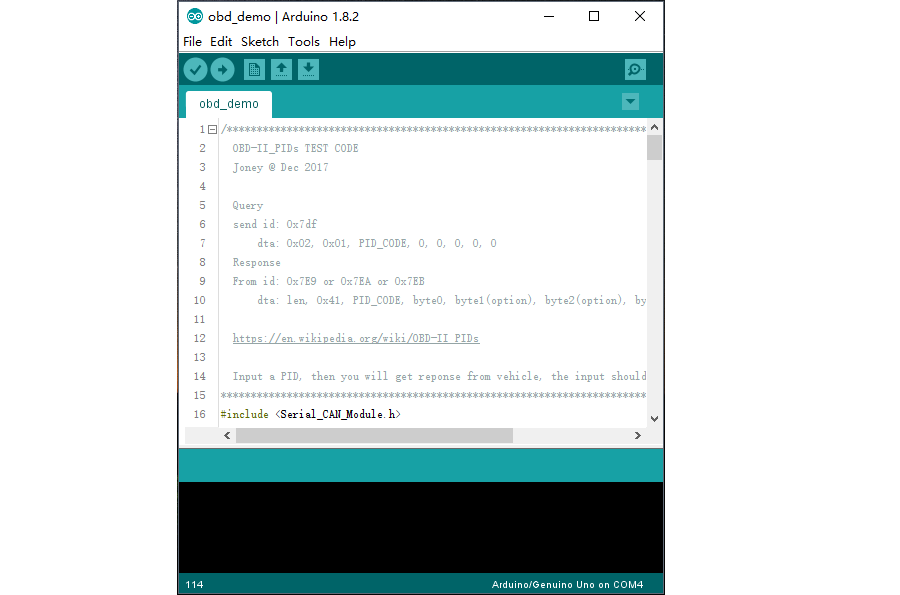 obd_demo | Arduino 1.8.2
File Edit Sketch Tools Help
obd_demo
1 /***********************************************************************
2 OBD-II_PIDs TEST CODE
3 Joney @ Dec 2017
4
5 Query
6 send id: 0x7df
7 dta: 0x02, 0x01, PID_CODE, 0, 0, 0, 0, 0
8 Response
9 From id: 0x7E9 or 0x7EA or 0x7EB
10 dta: len, 0x41, PID_CODE, byte0, byte1(option), byte2(option), by
11
12 https://en.wikipedia.org/wiki/OBD-II_PIDs
13
14 Input a PID, then you will get reponse from vehicle, the input should
15 ************************************************************************
16 #include <Serial_CAN_Module.h>
114
Arduino/Genuino Uno on COM4